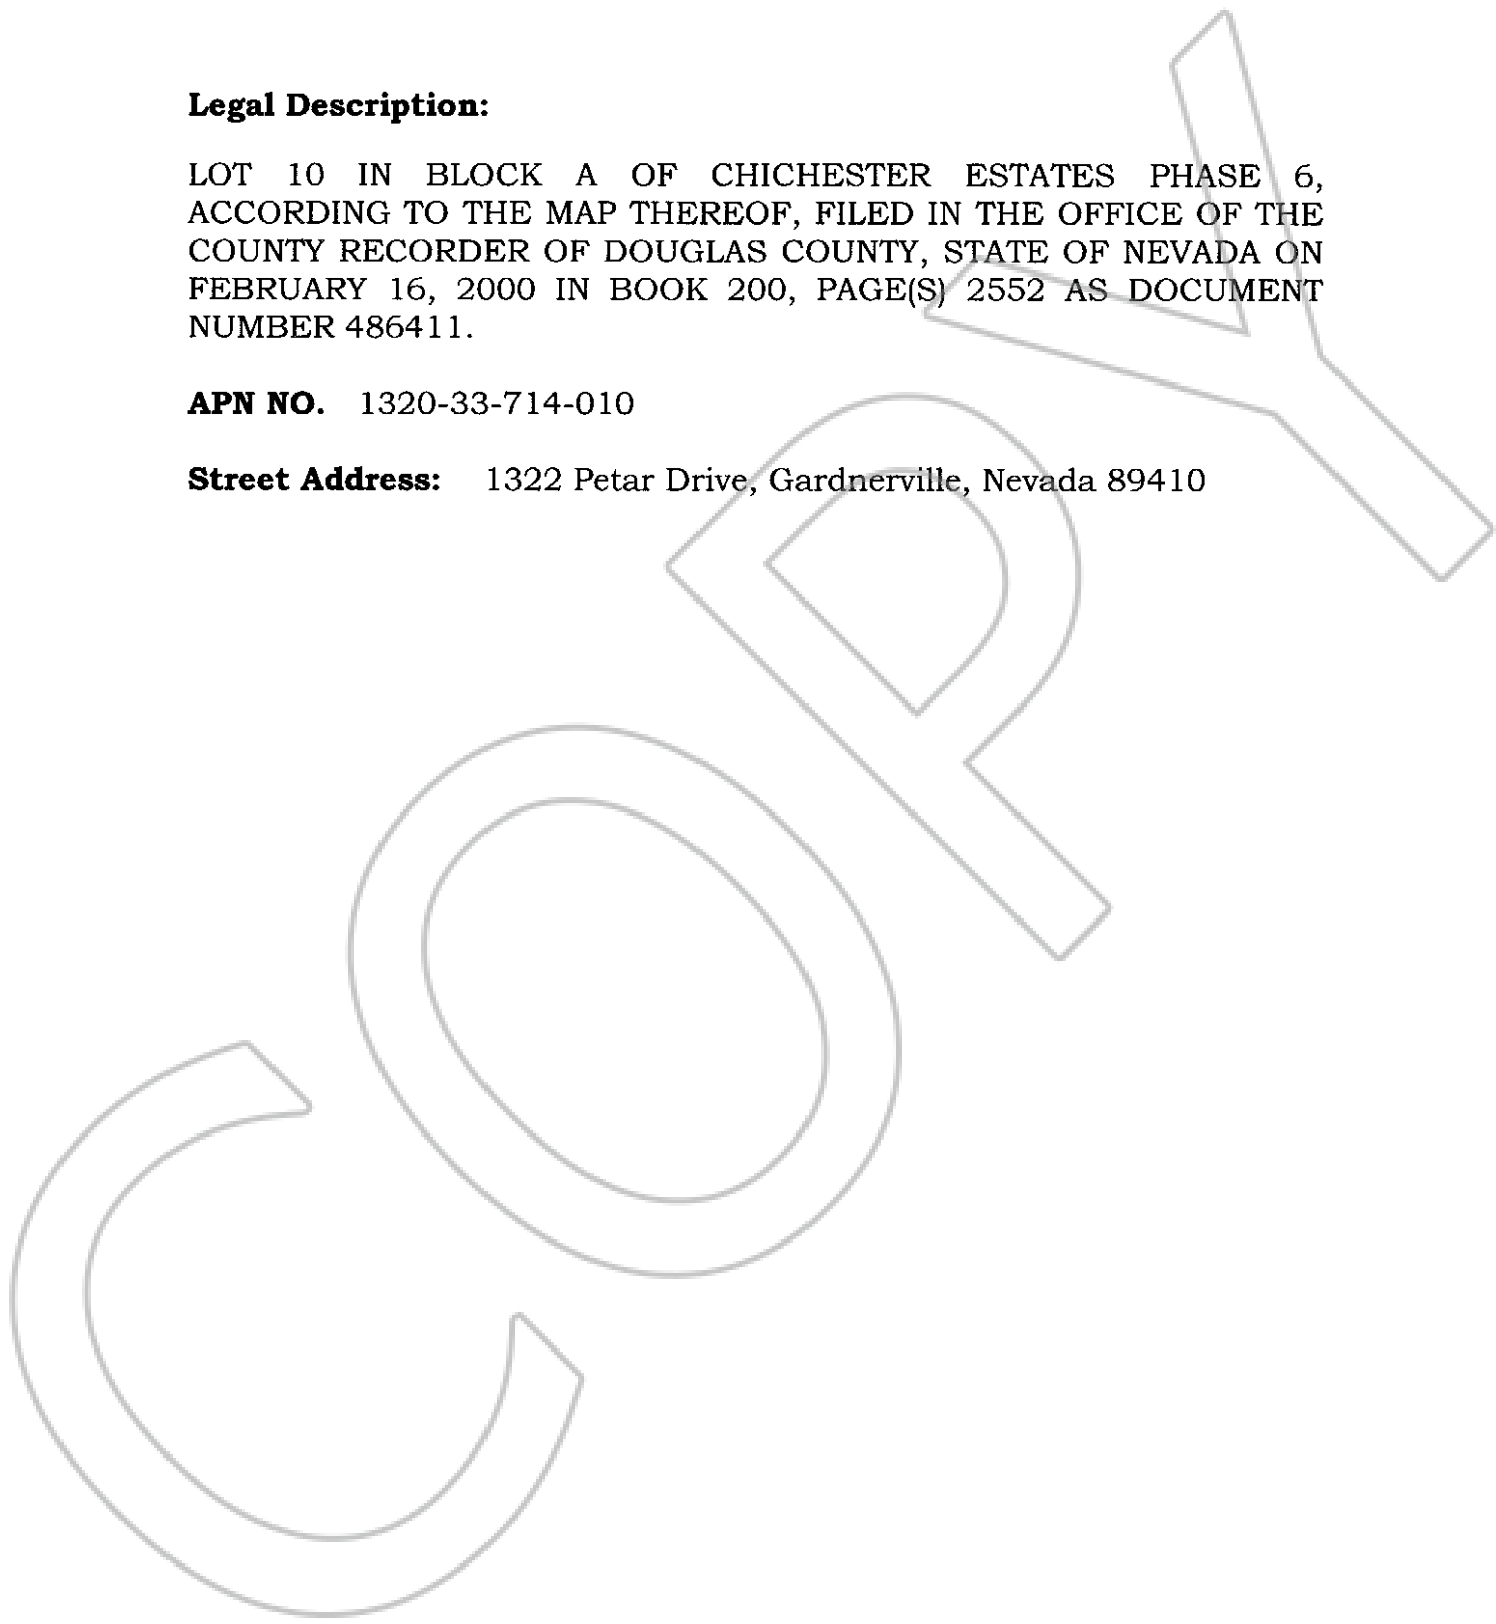 Legal Description:
LOT 10 IN BLOCK A OF CHICHESTER ESTATES PHASE 6,
ACCORDING TO THE MAP THEREOF, FILED IN THE OFFICE OF THE
COUNTY RECORDER OF DOUGLAS COUNTY, STATE OF NEVADA ON
FEBRUARY 16, 2000 IN BOOK 200, PAGE(S) 2552 AS DOCUMENT
NUMBER 486411.
APN NO. 1320-33-714-010
Street Address: 1322 Petar Drive, Gardnerville, Nevada 89410
COPY